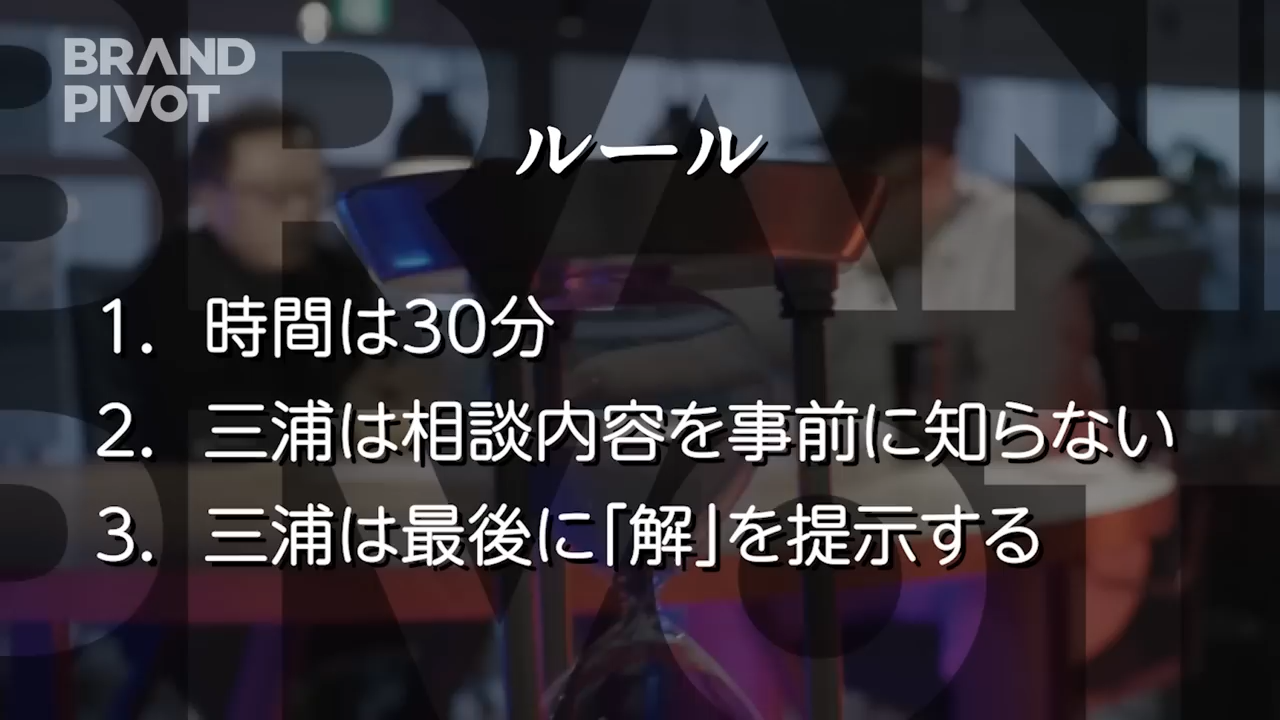 BRAND
PIVOT
ルール
1. 時間は30分
2. 三浦は相談内容を事前に知らない
3. 三浦は最後に「解」を提示する
BRAN
PIVOT